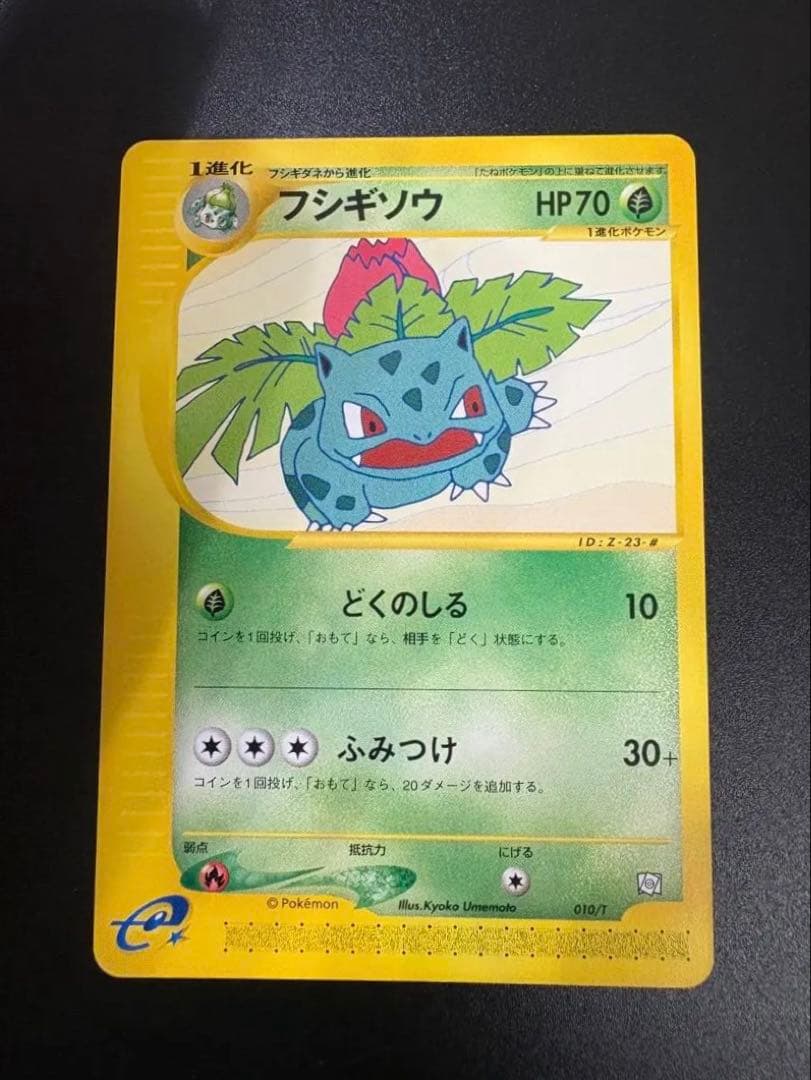 1進化 フシギダネから進化 「たねポケモン」の上に重ねて進化させます。
フシギソウ HP70
1進化ポケモン
ID:Z-23-#
どくのしる 10
コインを1回投げ、「おもて」なら、相手を「どく」状態にする。
ふみつけ 30+
コインを1回投げ、「おもて」なら、20ダメージを追加する。
弱点 抵抗力 にげる
© Pokémon Illus.Kyoko Umemoto 010/T
e